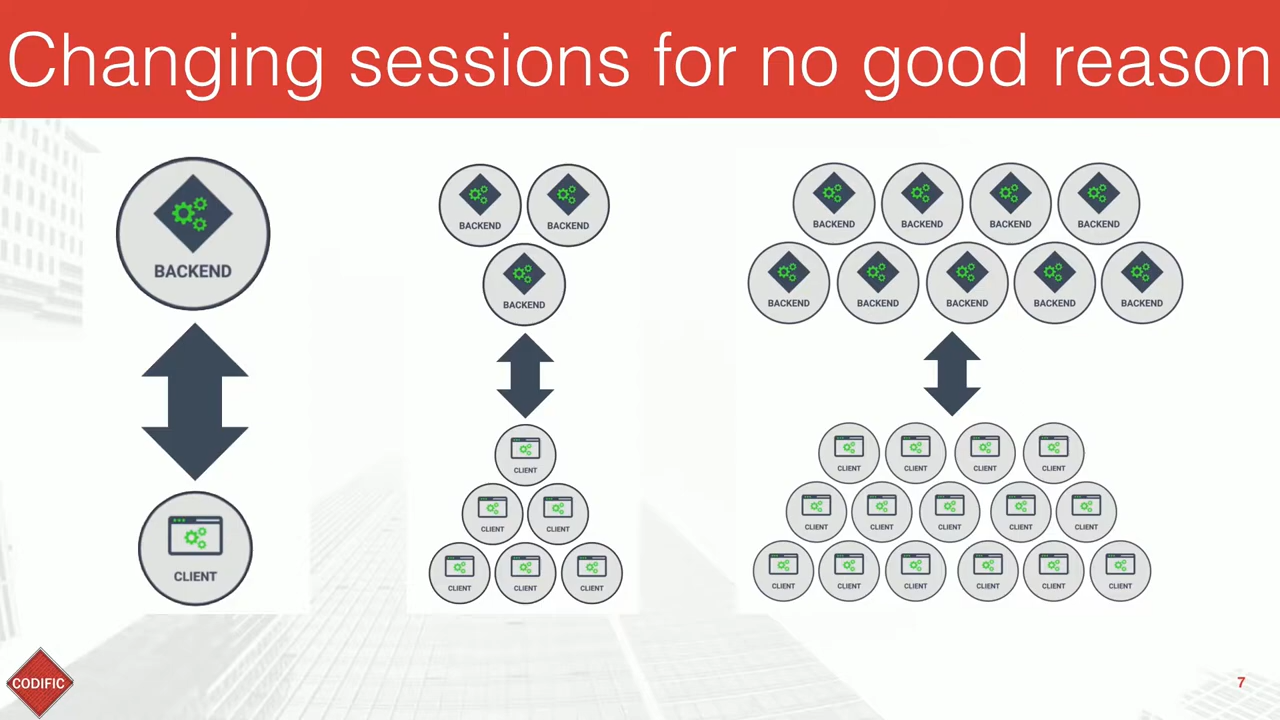 Changing sessions for no good reason
BACKEND
CLIENT
BACKEND BACKEND
BACKEND
CLIENT
CLIENT CLIENT
CLIENT CLIENT CLIENT
BACKEND BACKEND BACKEND BACKEND
BACKEND BACKEND BACKEND BACKEND BACKEND
CLIENT CLIENT CLIENT CLIENT
CLIENT CLIENT CLIENT CLIENT CLIENT
CLIENT CLIENT CLIENT CLIENT CLIENT CLIENT
CODIFIC
7